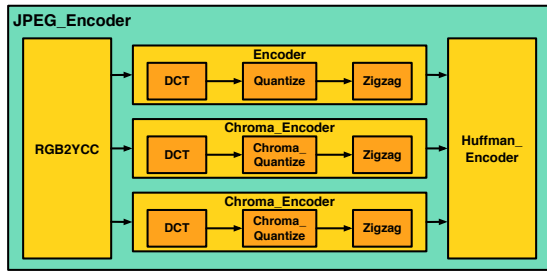 JPEG_Encoder
RGB2YCC
Encoder
DCT
Quantize
Zigzag
Chroma_Encoder
DCT
Chroma_
Quantize
Zigzag
Chroma_Encoder
DCT
Chroma_
Quantize
Zigzag
Huffman_
Encoder